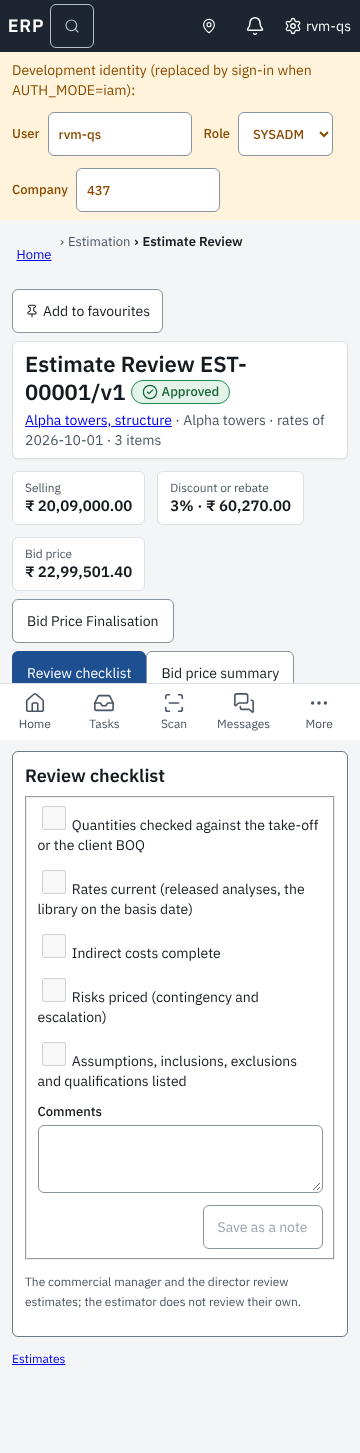 ERP
rvm-qs
Development identity (replaced by sign-in when
AUTH_MODE=iam):
User rvm-qs Role SYSADM
Company 437
Home › Estimation › Estimate Review
Add to favourites
Estimate Review EST-
00001/v1 Approved
Alpha towers, structure · Alpha towers · rates of
2026-10-01 · 3 items
Selling
₹ 20,09,000.00
Discount or rebate
3% · ₹ 60,270.00
Bid price
₹ 22,99,501.40
Bid Price Finalisation
Review checklist Bid price summary
Home Tasks Scan Messages More
Review checklist
Quantities checked against the take-off
or the client BOQ
Rates current (released analyses, the
library on the basis date)
Indirect costs complete
Risks priced (contingency and
escalation)
Assumptions, inclusions, exclusions
and qualifications listed
Comments
Save as a note
The commercial manager and the director review
estimates; the estimator does not review their own.
Estimates